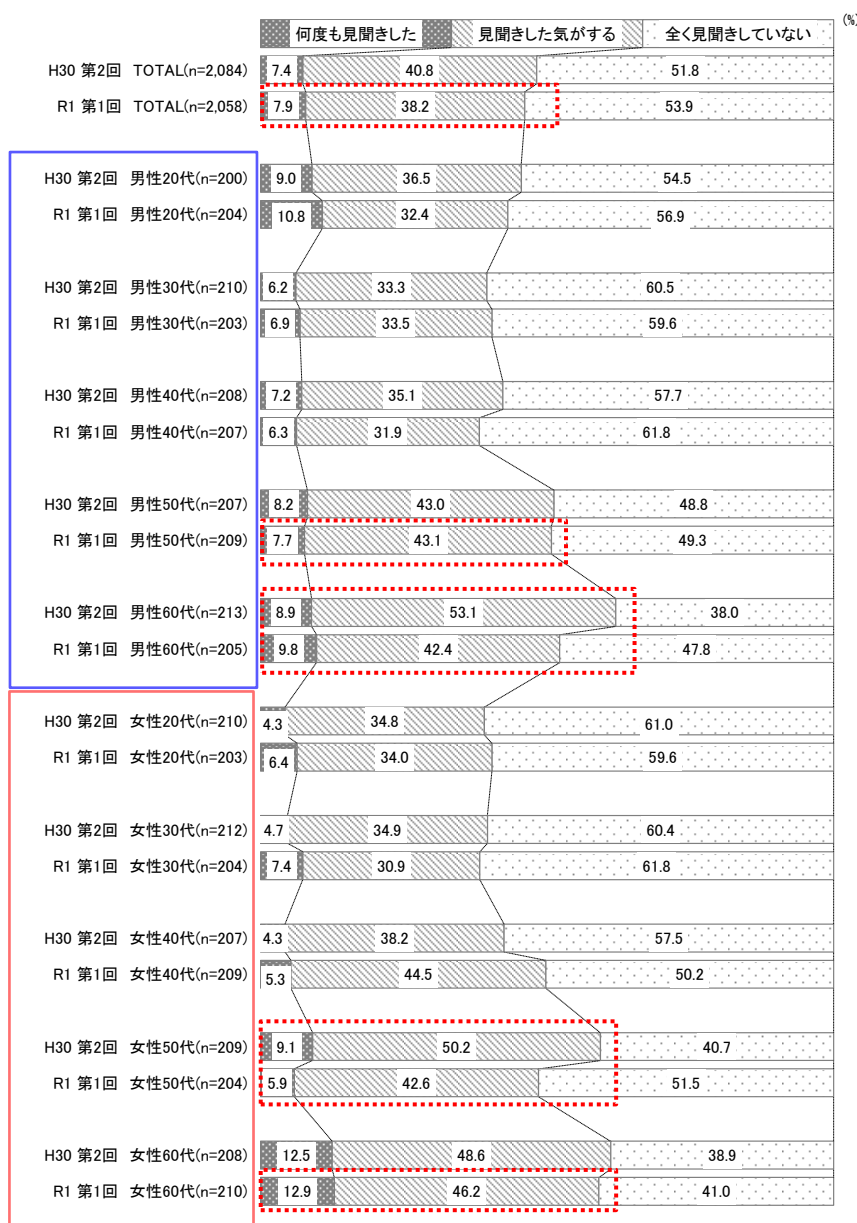 (%)
何度も見聞きした 見聞きした気がする 全く見聞きしていない
H30 第2回 TOTAL(n=2,084) 7.4 40.8 51.8
R1 第1回 TOTAL(n=2,058) 7.9 38.2 53.9
H30 第2回 男性20代(n=200) 9.0 36.5 54.5
R1 第1回 男性20代(n=204) 10.8 32.4 56.9
H30 第2回 男性30代(n=210) 6.2 33.3 60.5
R1 第1回 男性30代(n=203) 6.9 33.5 59.6
H30 第2回 男性40代(n=208) 7.2 35.1 57.7
R1 第1回 男性40代(n=207) 6.3 31.9 61.8
H30 第2回 男性50代(n=207) 8.2 43.0 48.8
R1 第1回 男性50代(n=209) 7.7 43.1 49.3
H30 第2回 男性60代(n=213) 8.9 53.1 38.0
R1 第1回 男性60代(n=205) 9.8 42.4 47.8
H30 第2回 女性20代(n=210) 4.3 34.8 61.0
R1 第1回 女性20代(n=203) 6.4 34.0 59.6
H30 第2回 女性30代(n=212) 4.7 34.9 60.4
R1 第1回 女性30代(n=204) 7.4 30.9 61.8
H30 第2回 女性40代(n=207) 4.3 38.2 57.5
R1 第1回 女性40代(n=209) 5.3 44.5 50.2
H30 第2回 女性50代(n=209) 9.1 50.2 40.7
R1 第1回 女性50代(n=204) 5.9 42.6 51.5
H30 第2回 女性60代(n=208) 12.5 48.6 38.9
R1 第1回 女性60代(n=210) 12.9 46.2 41.0